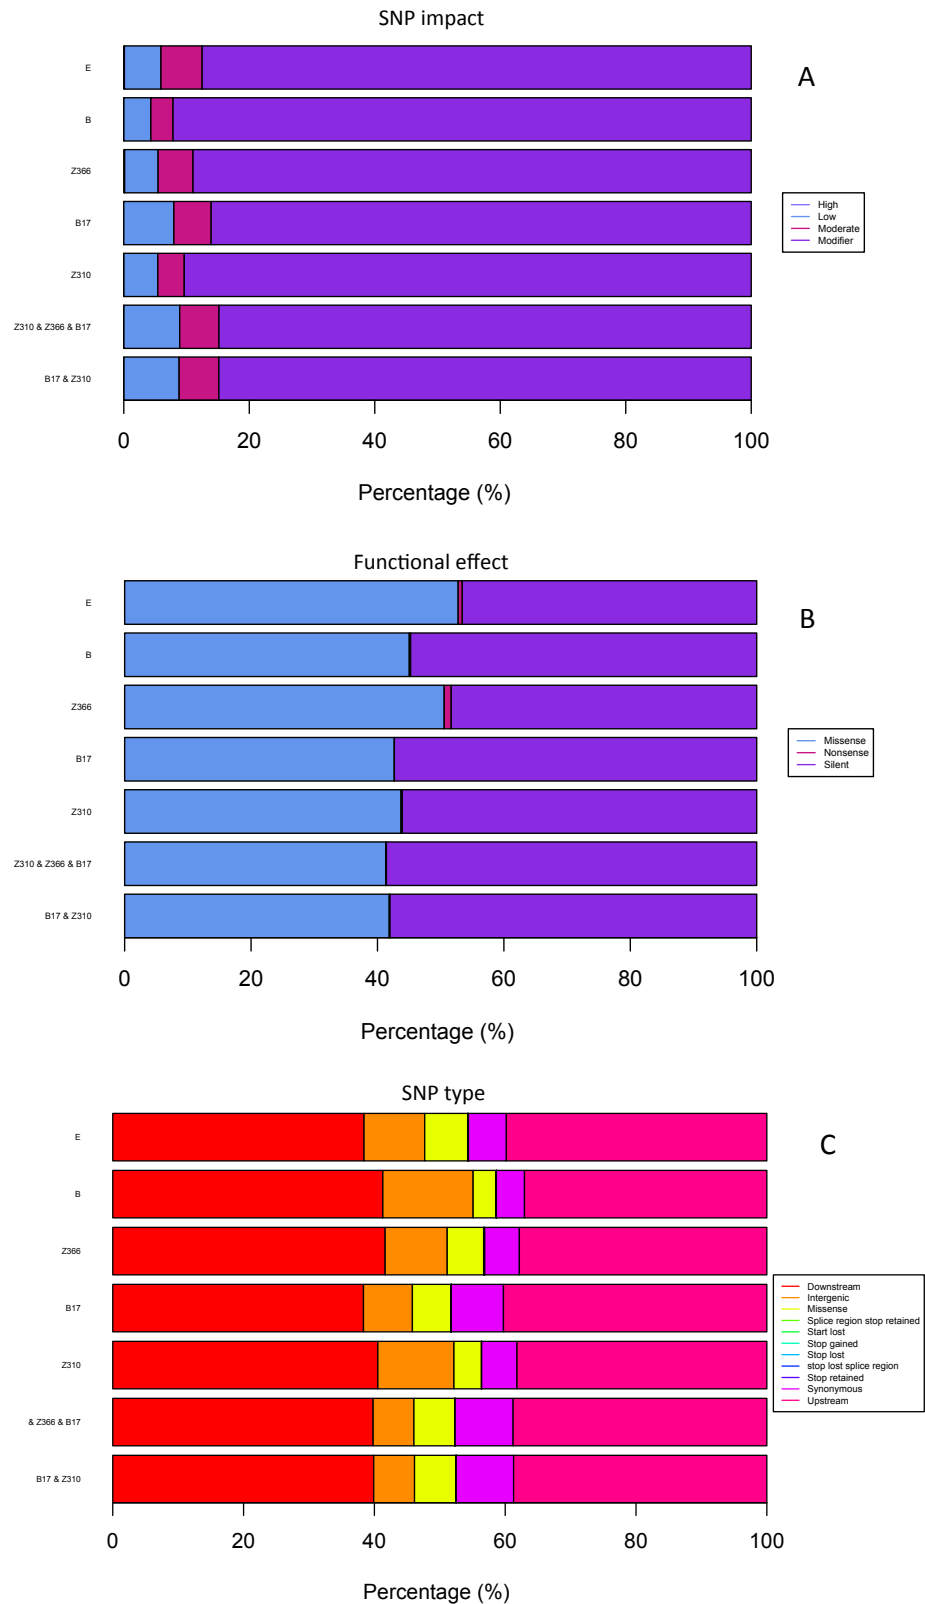 SNP impact
A
E
B
Z366
B17
Z310
Z310 & Z366 & B17
B17 & Z310
High
Low
Moderate
Modifier
0 20 40 60 80 100
Percentage (%)
Functional effect
B
E
B
Z366
B17
Z310
Z310 & Z366 & B17
B17 & Z310
Missense
Nonsense
Silent
0 20 40 60 80 100
Percentage (%)
SNP type
C
E
B
Z366
B17
Z310
& Z366 & B17
B17 & Z310
Downstream
Intergenic
Missense
Splice region stop retained
Start lost
Stop gained
Stop lost
stop lost splice region
Stop retained
Synonymous
Upstream
0 20 40 60 80 100
Percentage (%)